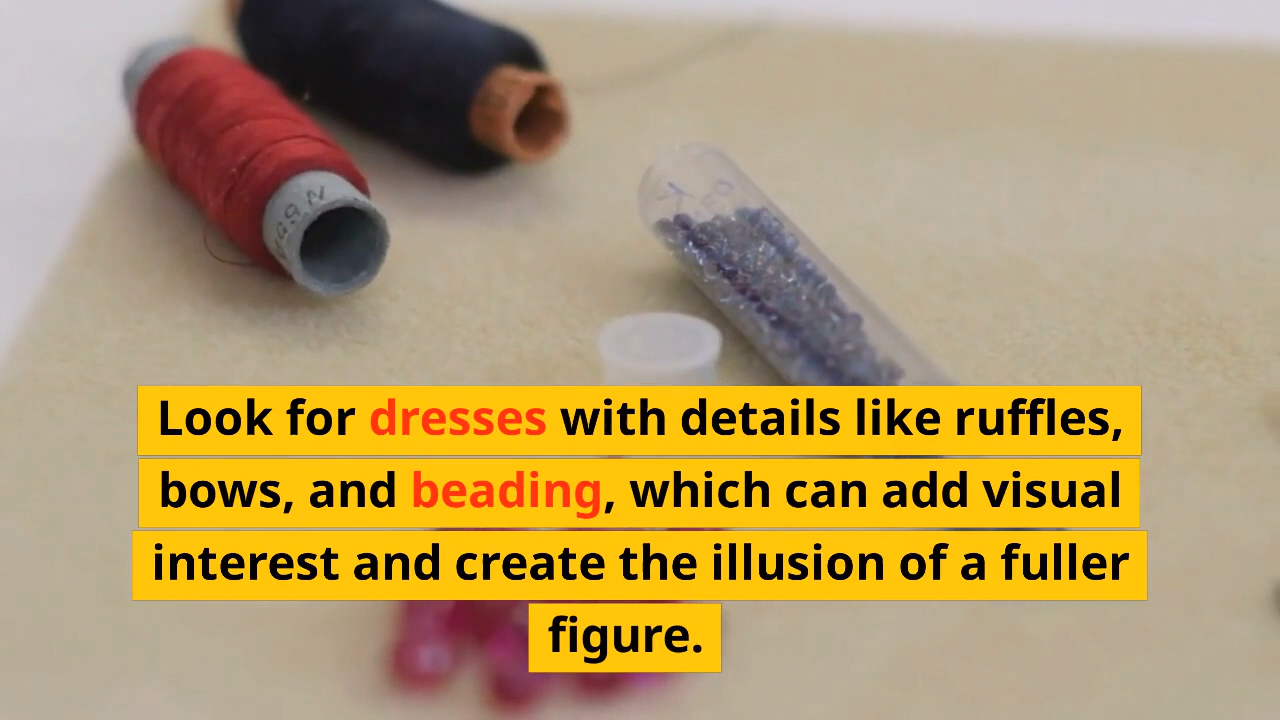 Look for dresses with details like ruffles,
bows, and beading, which can add visual
interest and create the illusion of a fuller
figure.